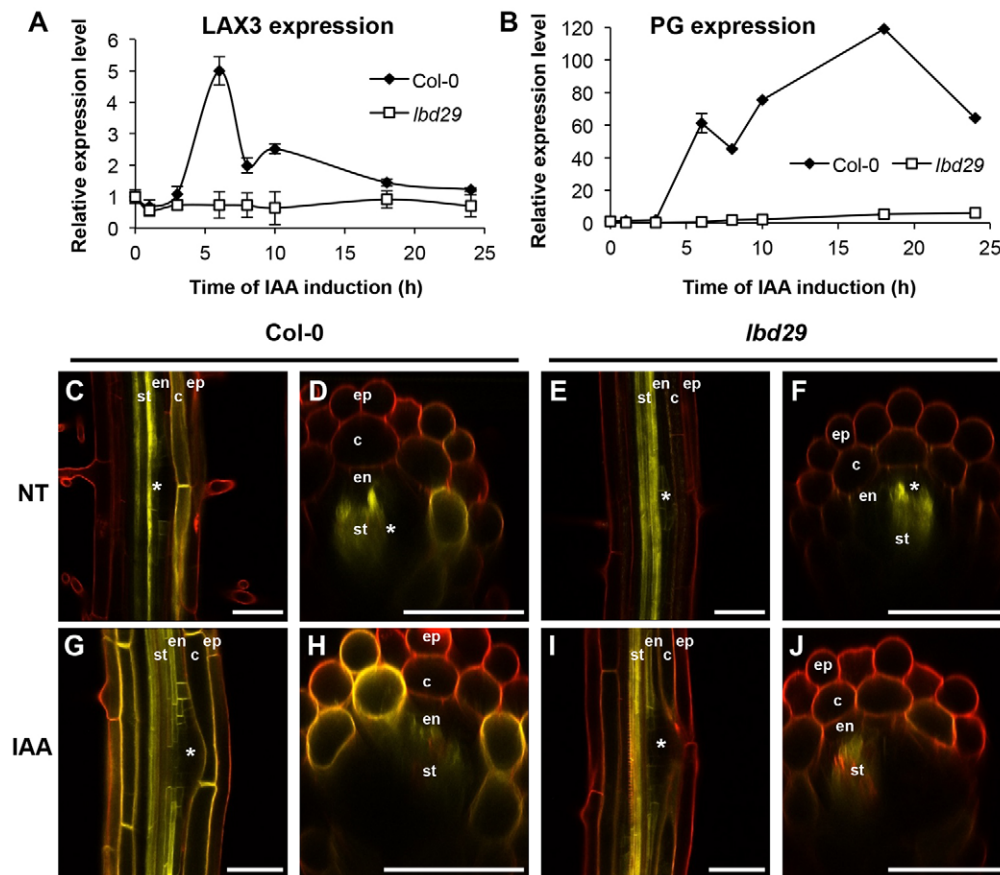 A LAX3 expression
Relative expression level
6
5
4
3
2
1
0
0 5 10 15 20 25
Time of IAA induction (h)
Col-0
lbd29
B PG expression
Relative expression level
120
100
80
60
40
20
0
0 5 10 15 20 25
Time of IAA induction (h)
Col-0 lbd29
Col-0 lbd29
NT
C st en c ep *
D ep c en st *
E st en c ep *
F ep c en st *
IAA
G st en c ep *
H ep c en st
I st en c ep *
J ep c en st